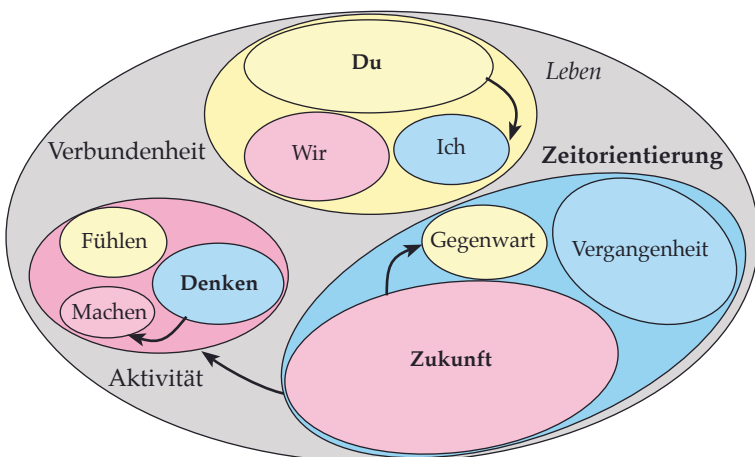 Du
Leben
Verbundenheit
Wir
Ich
Zeitorientierung
Fühlen
Gegenwart
Vergangenheit
Denken
Machen
Zukunft
Aktivität